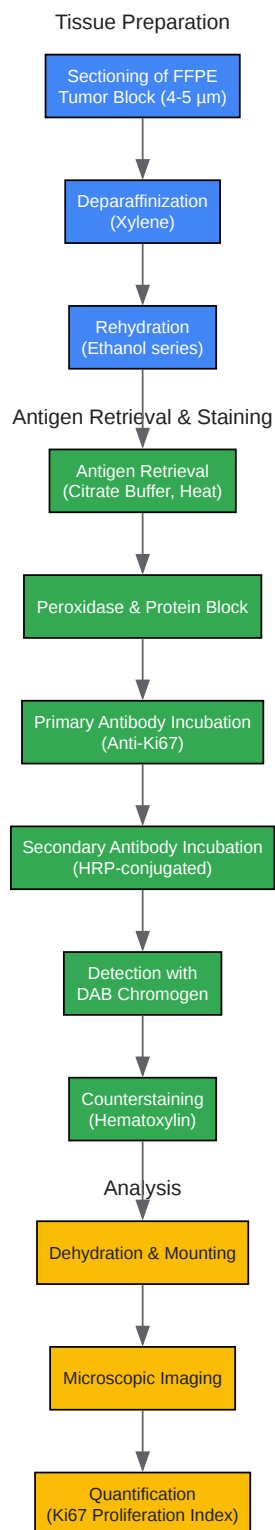 Tissue Preparation
Sectioning of FFPE
Tumor Block (4-5 µm)
Deparaffinization
(Xylene)
Rehydration
(Ethanol series)
Antigen Retrieval & Staining
Antigen Retrieval
(Citrate Buffer, Heat)
Peroxidase & Protein Block
Primary Antibody Incubation
(Anti-Ki67)
Secondary Antibody Incubation
(HRP-conjugated)
Detection with
DAB Chromogen
Counterstaining
(Hematoxylin)
Analysis
Dehydration & Mounting
Microscopic Imaging
Quantification
(Ki67 Proliferation Index)